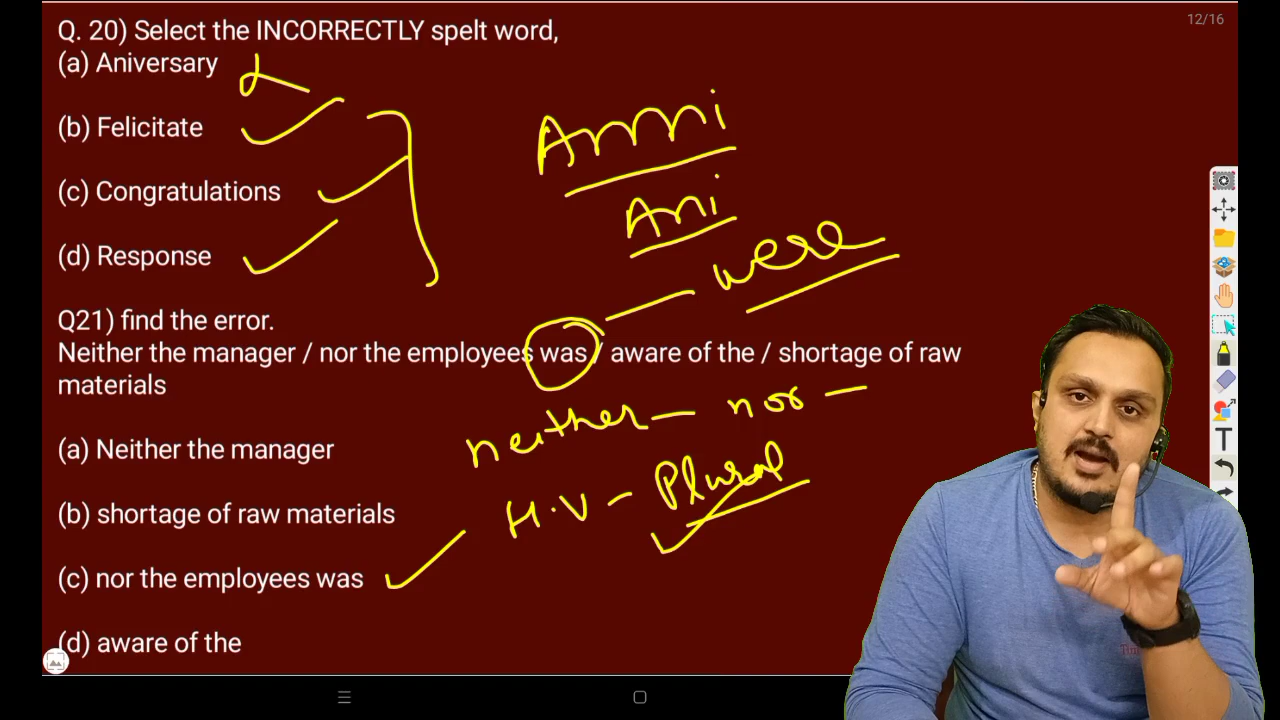 12/16
Q. 20) Select the INCORRECTLY spelt word,
(a) Aniversary
(b) Felicitate
(c) Congratulations
(d) Response
Anni
Ani
were
Q21) find the error.
Neither the manager / nor the employees was / aware of the / shortage of raw
materials
neither — nor —
H.V - Plural
(a) Neither the manager
(b) shortage of raw materials
(c) nor the employees was
(d) aware of the